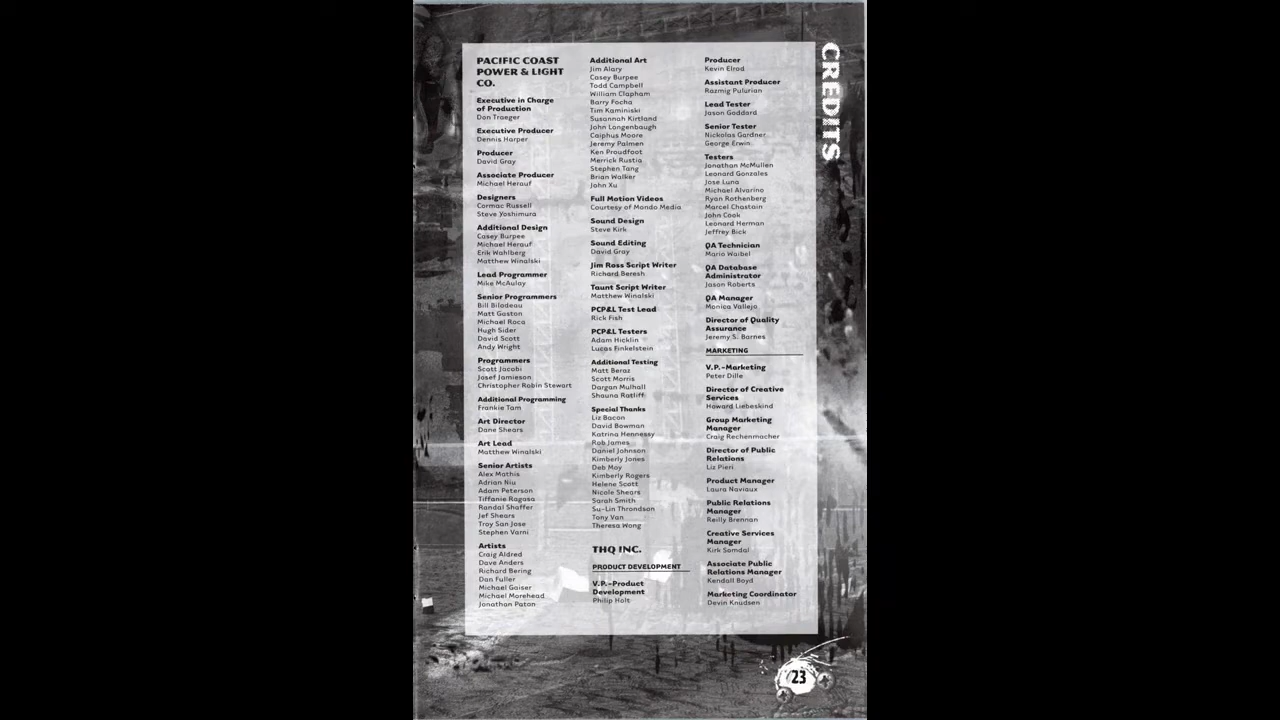 CREDITS
PACIFIC COAST
POWER & LIGHT
CO.
Executive in Charge
of Production
Don Traeger
Executive Producer
Dennis Harper
Producer
David Gray
Associate Producer
Michael Herauf
Designers
Cormac Russell
Steve Yoshimura
Additional Design
Casey Burpee
Michael Herauf
Erik Wahlberg
Matthew Winalski
Lead Programmer
Mike McAulay
Senior Programmers
Bill Bilodeau
Matt Gaston
Michael Roca
Hugh Sider
David Scott
Andy Wright
Programmers
Scott Jacobi
Josef Jamieson
Christopher Robin Stewart
Additional Programming
Frankie Tam
Art Director
Dane Shears
Art Lead
Matthew Winalski
Senior Artists
Alex Mathis
Adrian Niu
Adam Peterson
Tiffanie Ragasa
Randal Shaffer
Jef Shears
Troy San Jose
Stephen Varni
Artists
Craig Aldred
Dave Anders
Richard Bering
Dan Fuller
Michael Gaiser
Michael Morehead
Jonathan Patan
Additional Art
Jim Alary
Casey Burpee
Todd Campbell
William Clapham
Barry Focha
Tim Kaminiski
Susannah Kirtland
John Longenbaugh
Caiphus Moore
Jeremy Palmen
Ken Proudfoot
Merrick Rustia
Stephen Tang
Brian Walker
John Xu
Full Motion Videos
Courtesy of Mondo Media
Sound Design
Steve Kirk
Sound Editing
David Gray
Jim Ross Script Writer
Richard Beresh
Taunt Script Writer
Matthew Winalski
PCP&L Test Lead
Rick Fish
PCP&L Testers
Adam Hicklin
Lucas Finkelstein
Additional Testing
Matt Beraz
Scott Morris
Dargan Mulhall
Shauna Ratliff
Special Thanks
Liz Bacon
David Bowman
Katrina Hennessy
Rob James
Daniel Johnson
Kimberly Jones
Deb May
Kimberly Rogers
Helene Scott
Nicole Shears
Sarah Smith
Su-Lin Throndson
Tony Van
Theresa Wong
THQ INC.
PRODUCT DEVELOPMENT
V.P.-Product
Development
Philip Holt
Producer
Kevin Elrod
Assistant Producer
Razmig Pulurian
Lead Tester
Jason Goddard
Senior Tester
Nickolas Gardner
George Erwin
Testers
Jonathan McMullen
Leonard Gonzales
Jose Luna
Michael Alvarino
Ryan Rothenberg
Marcel Chastain
John Cook
Leonard Herman
Jeffrey Bick
QA Technician
Mario Waibel
QA Database
Administrator
Jason Roberts
QA Manager
Monica Vallejo
Director of Quality
Assurance
Jeremy S. Barnes
MARKETING
V.P.-Marketing
Peter Dille
Director of Creative
Services
Howard Liebeskind
Group Marketing
Manager
Craig Rechenmacher
Director of Public
Relations
Liz Pieri
Product Manager
Laura Naviaux
Public Relations
Manager
Reilly Brennan
Creative Services
Manager
Kirk Somdal
Associate Public
Relations Manager
Kendall Boyd
Marketing Coordinator
Devin Knudsen
23